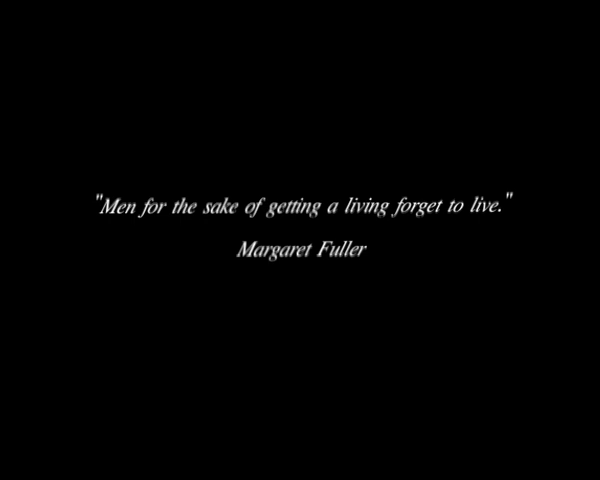 "Men for the sake of getting a living forget to live."
Margaret Fuller